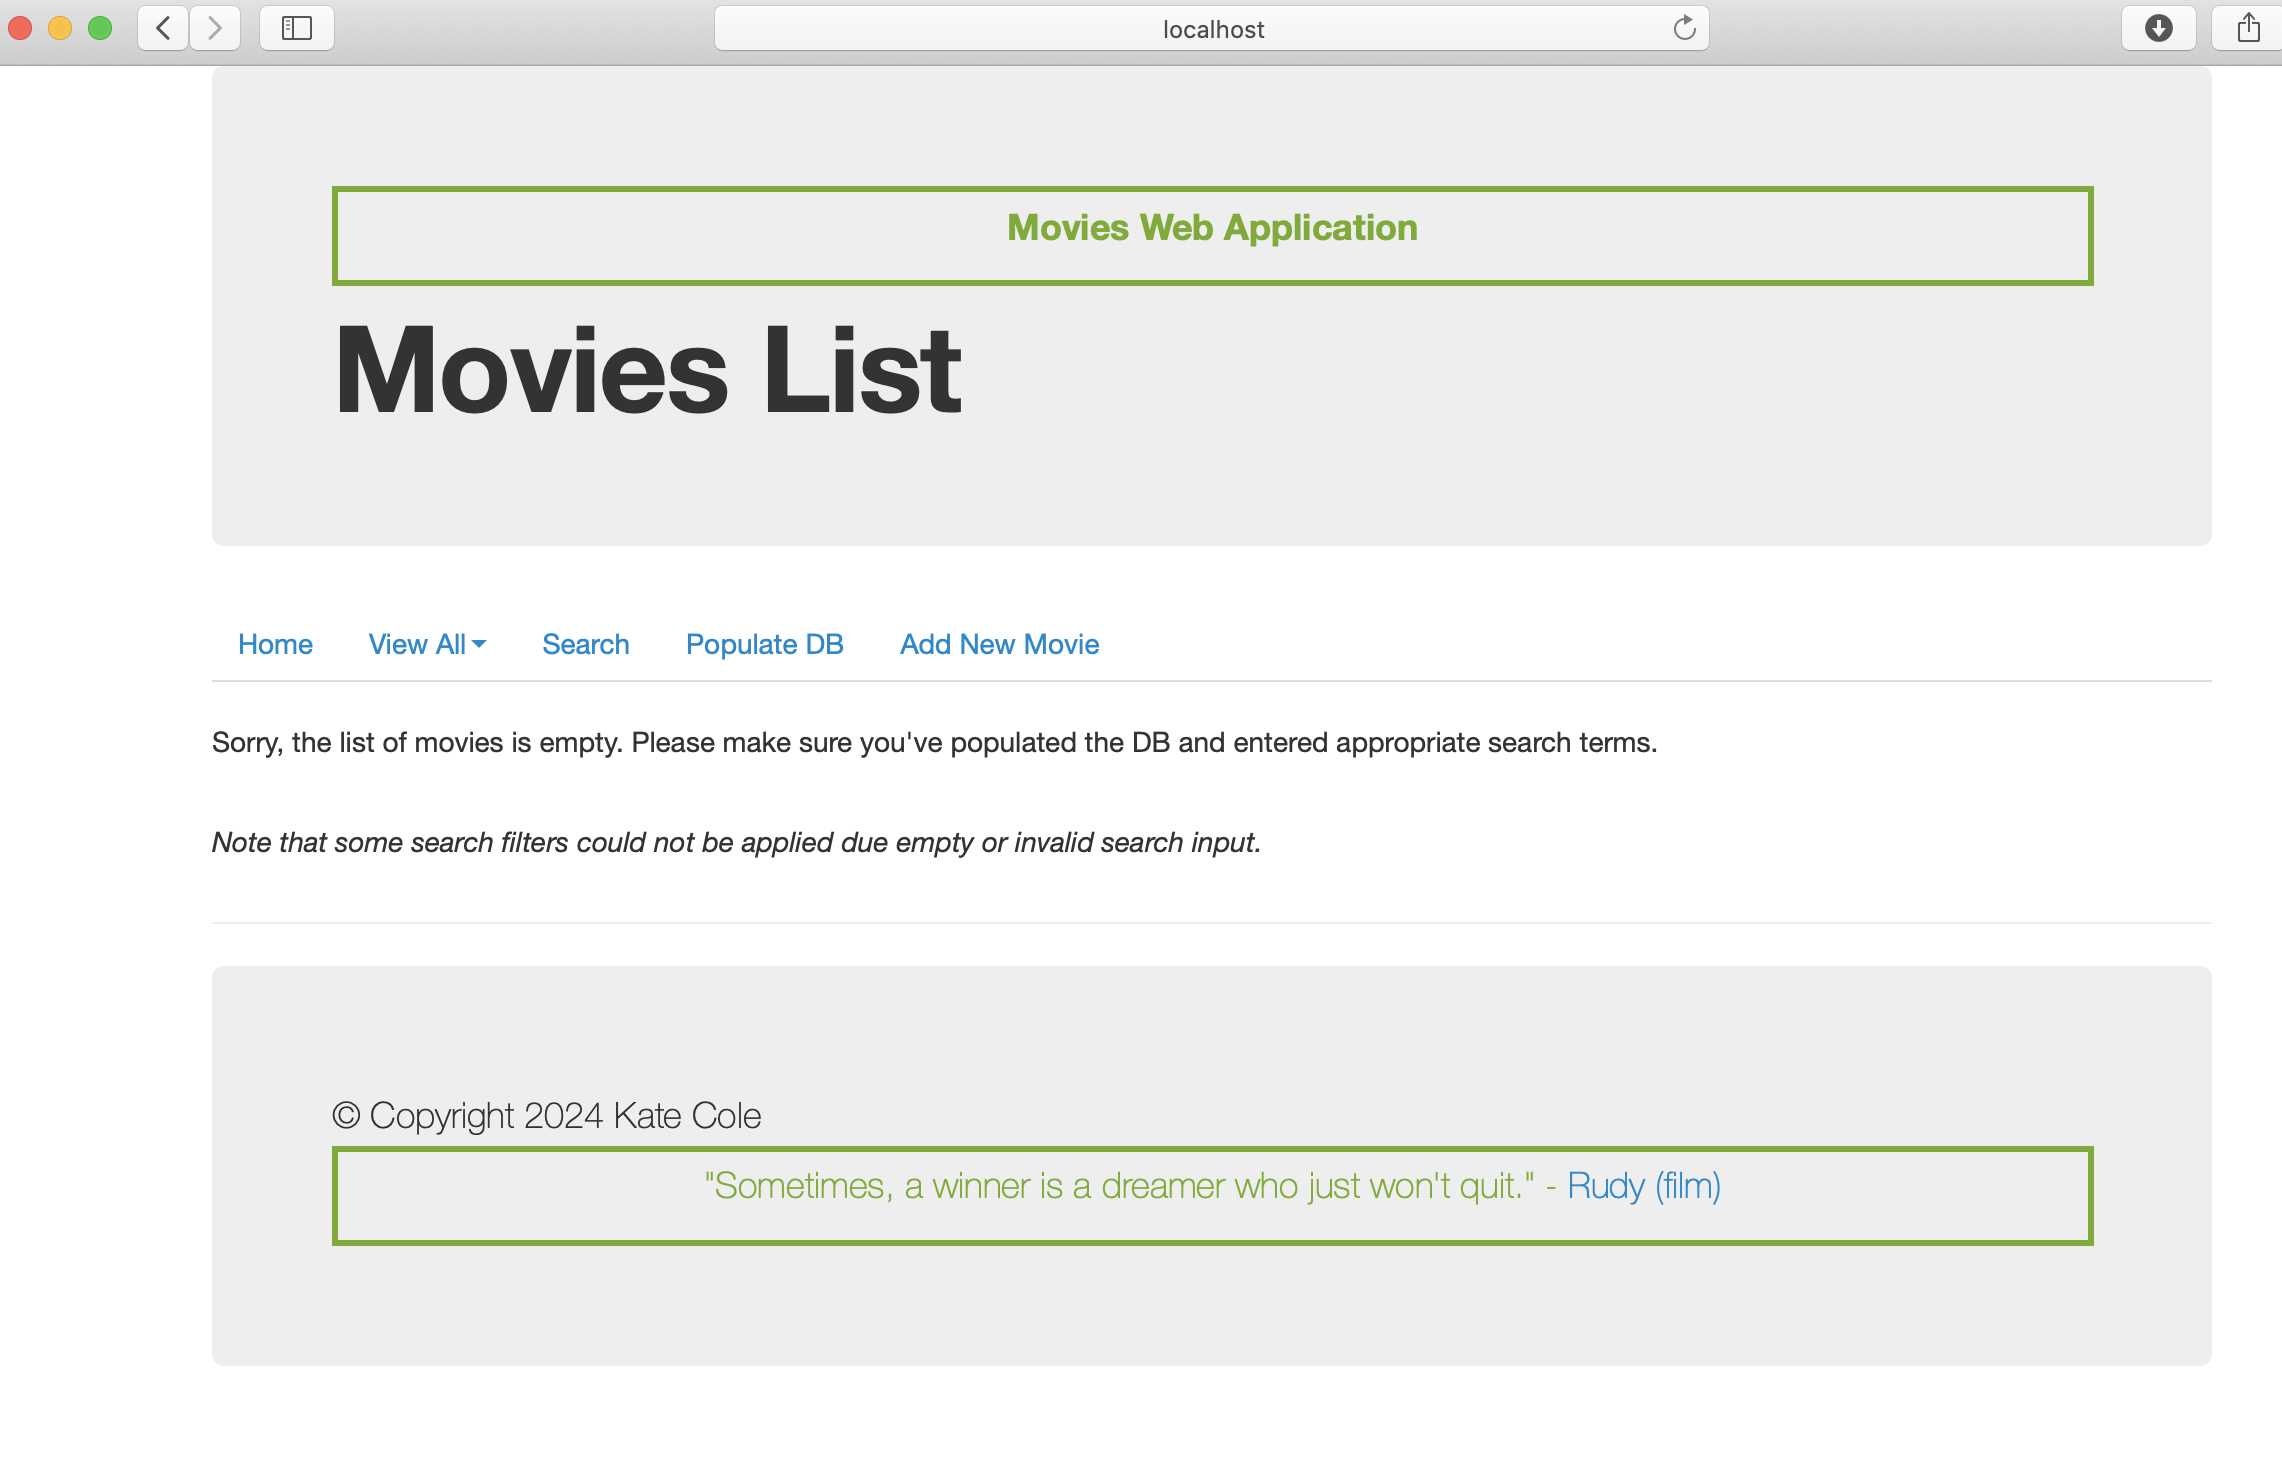 localhost
Movies Web Application
Movies List
Home View All Search Populate DB Add New Movie
Sorry, the list of movies is empty. Please make sure you've populated the DB and entered appropriate search terms.
Note that some search filters could not be applied due empty or invalid search input.
© Copyright 2024 Kate Cole
"Sometimes, a winner is a dreamer who just won't quit." - Rudy (film)